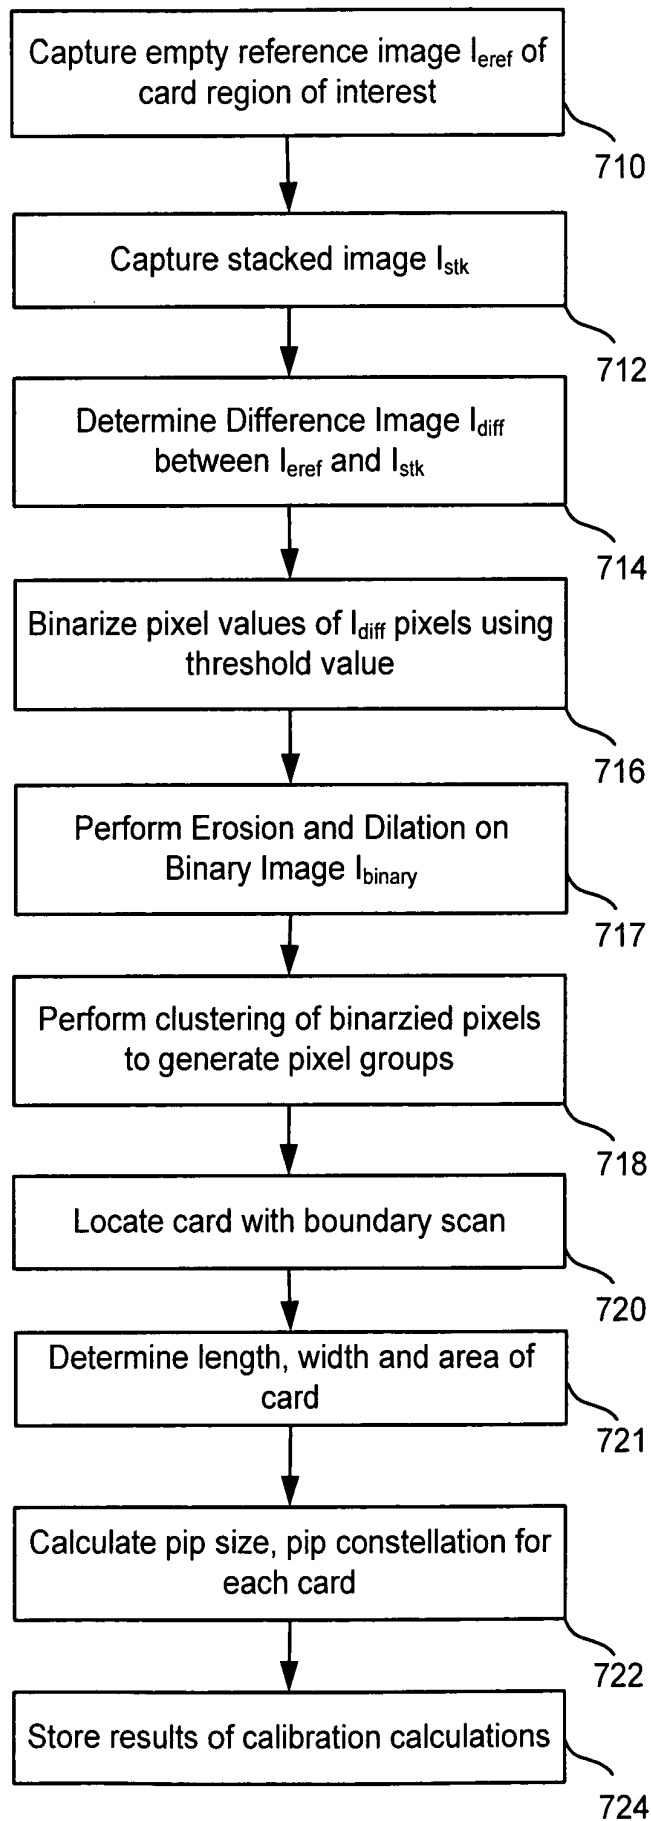 Capture empty reference image Ieref of
card region of interest
710
Capture stacked image Istk
712
Determine Difference Image Idiff
between Ieref and Istk
714
Binarize pixel values of Idiff pixels using
threshold value
716
Perform Erosion and Dilation on
Binary Image Ibinary
717
Perform clustering of binarzied pixels
to generate pixel groups
718
Locate card with boundary scan
720
Determine length, width and area of
card
721
Calculate pip size, pip constellation for
each card
722
Store results of calibration calculations
724